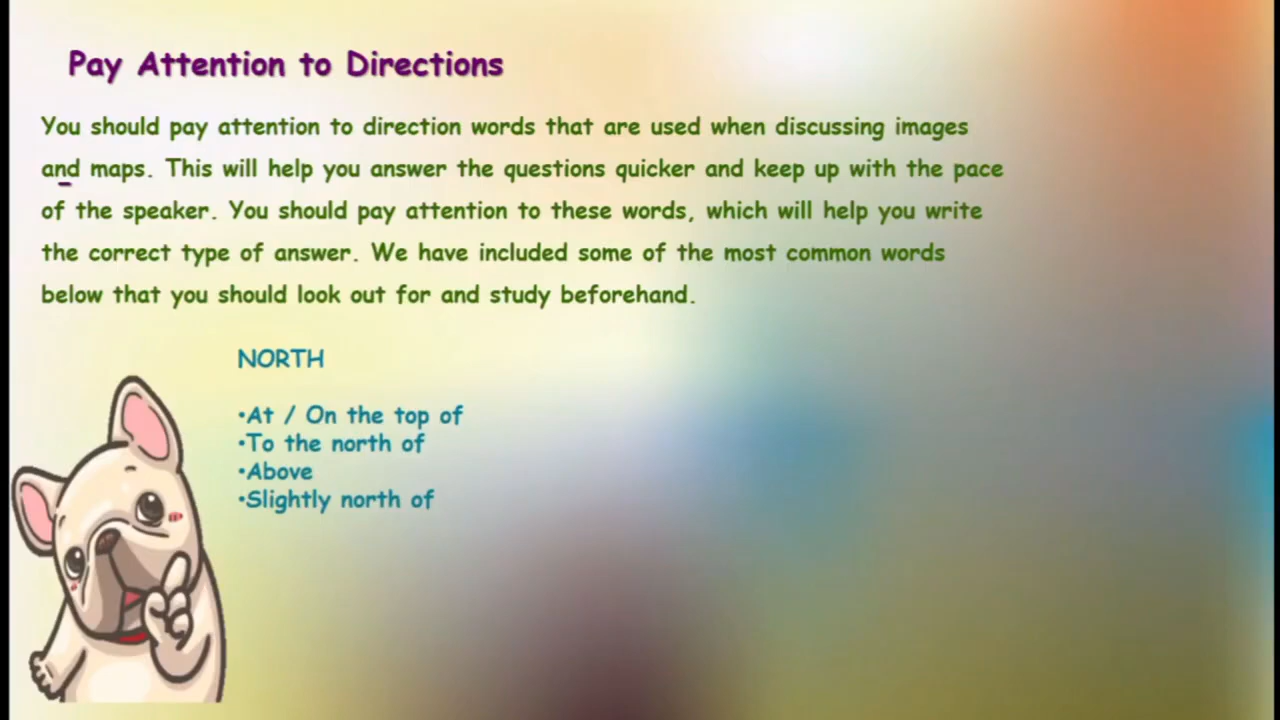 Pay Attention to Directions
You should pay attention to direction words that are used when discussing images
and maps. This will help you answer the questions quicker and keep up with the pace
of the speaker. You should pay attention to these words, which will help you write
the correct type of answer. We have included some of the most common words
below that you should look out for and study beforehand.
NORTH
•At / On the top of
•To the north of
•Above
•Slightly north of